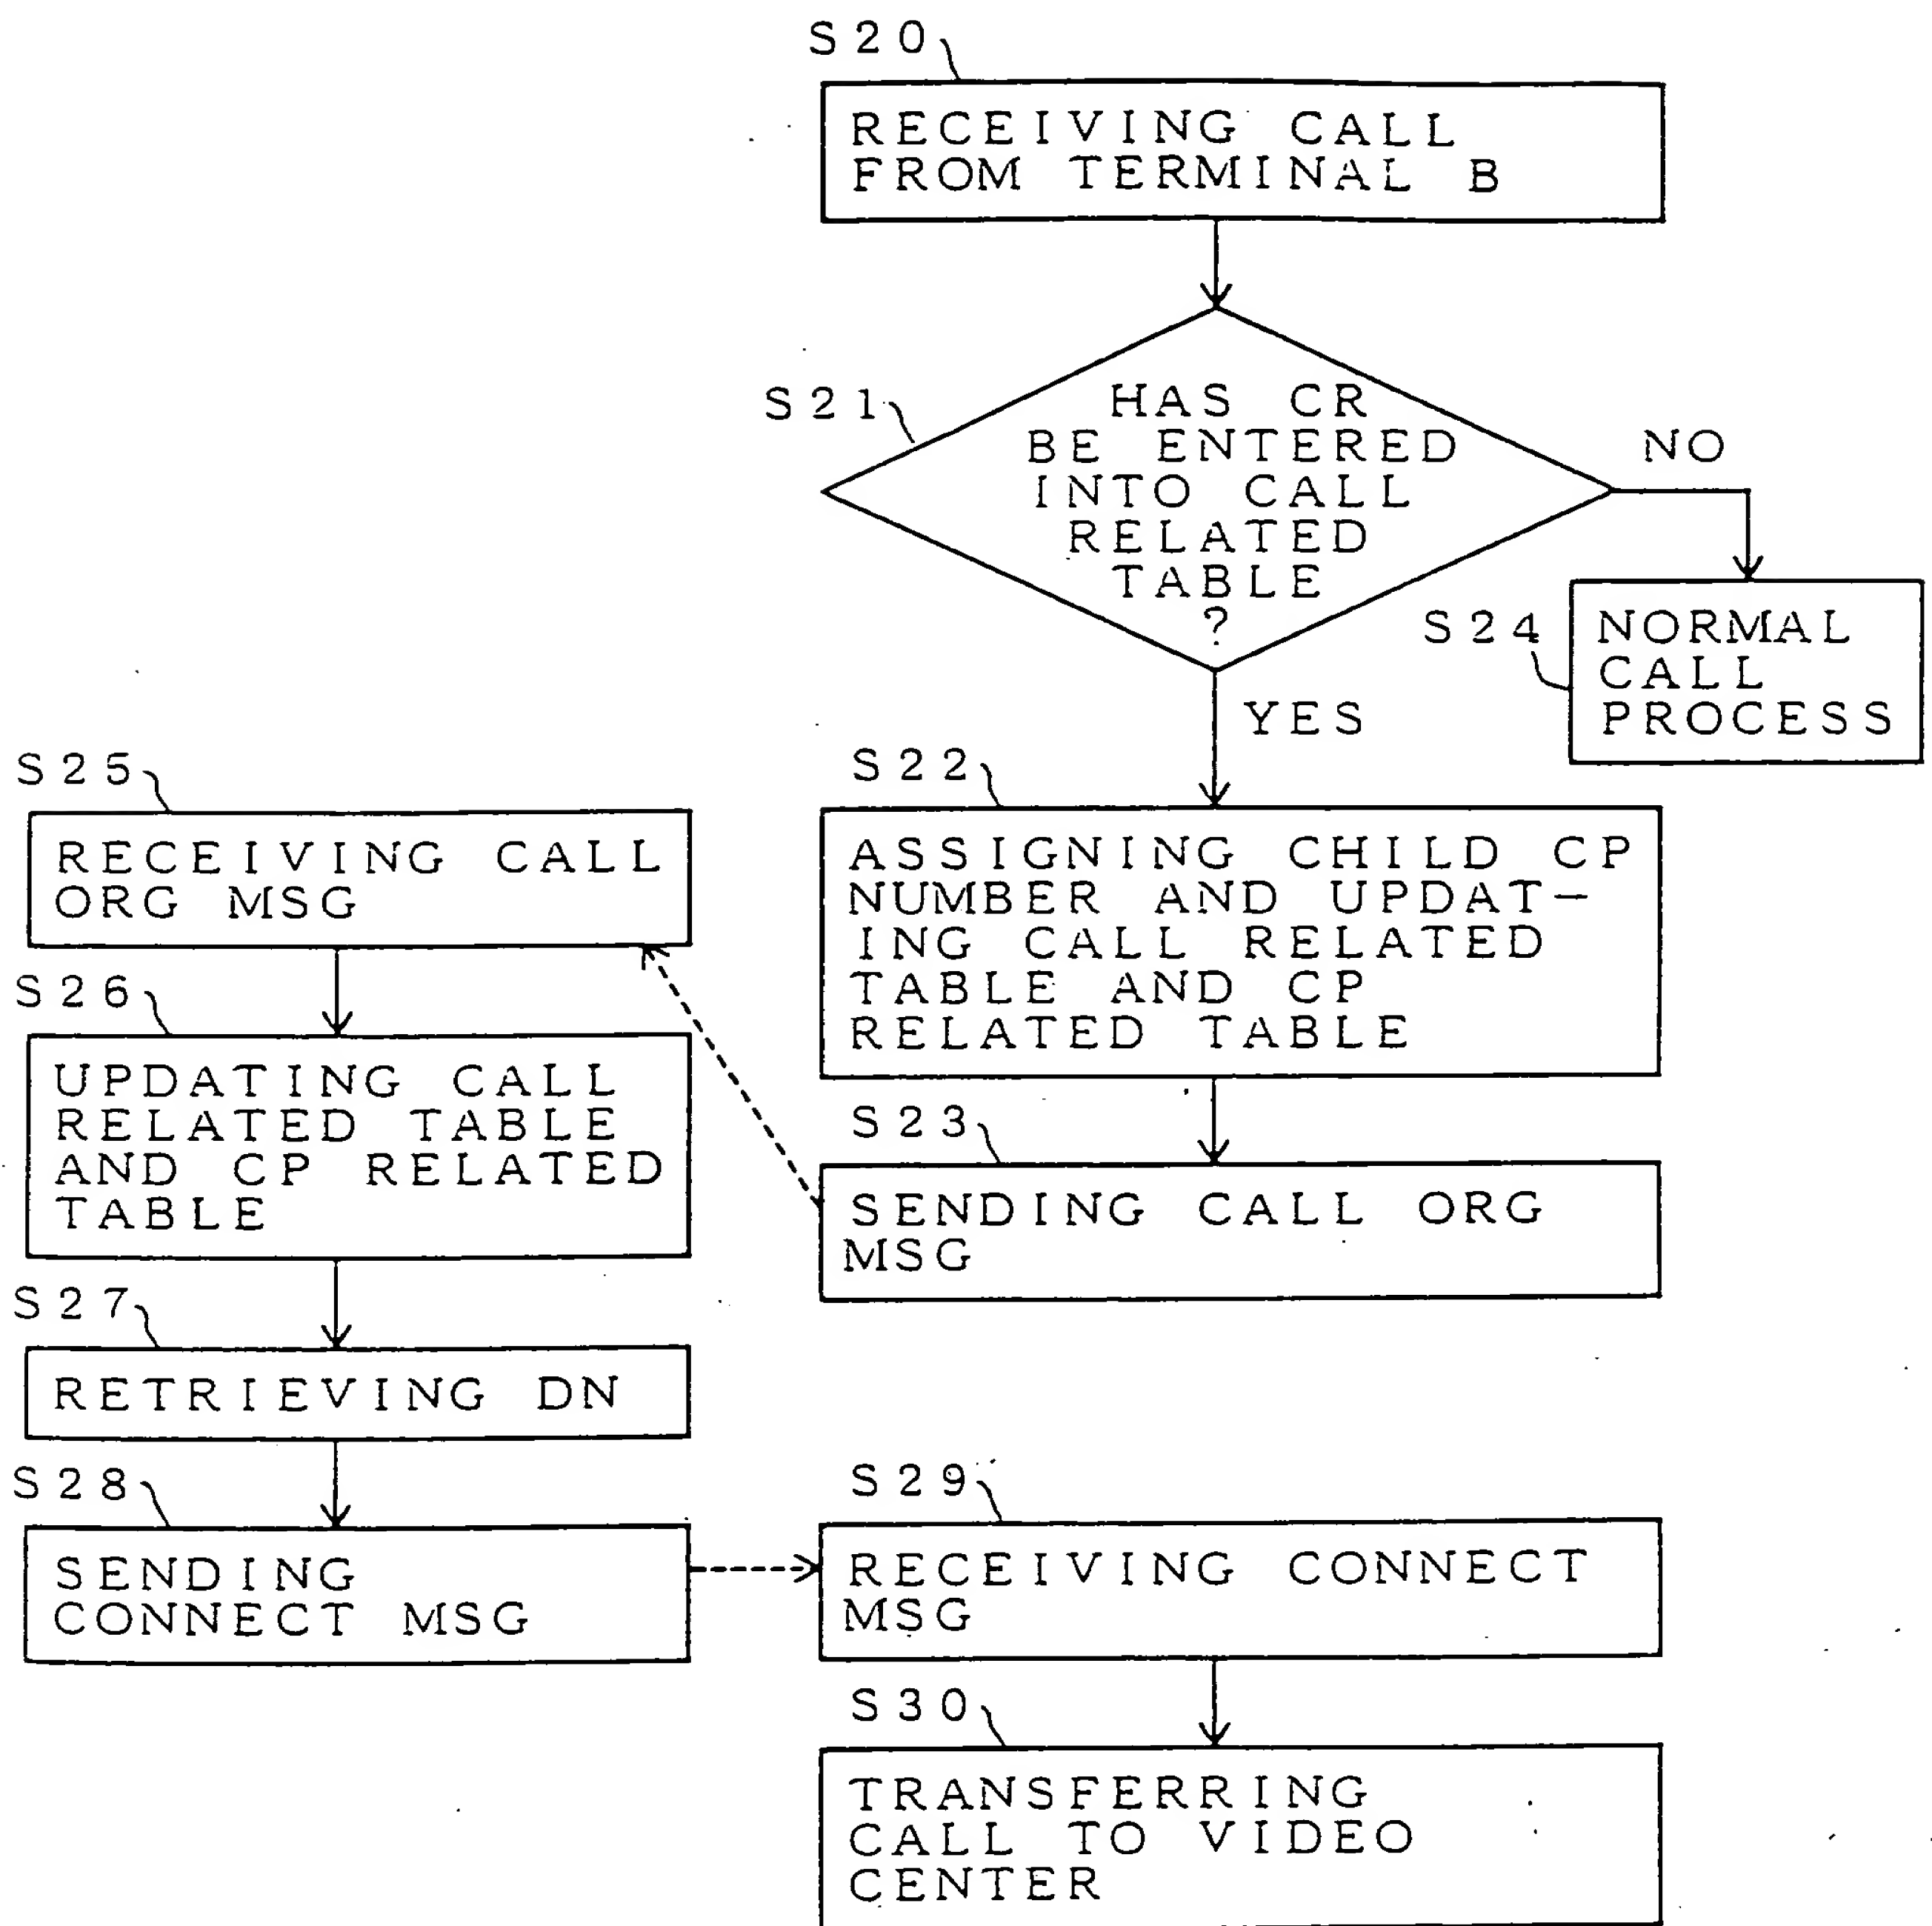 S20
RECEIVING CALL
FROM TERMINAL B
S21
HAS CR
BE ENTERED
INTO CALL
RELATED
TABLE
?
NO
S24
NORMAL
CALL
PROCESS
YES
S22
ASSIGNING CHILD CP
NUMBER AND UPDAT-
ING CALL RELATED
TABLE AND CP
RELATED TABLE
S23
SENDING CALL ORG
MSG
S25
RECEIVING CALL
ORG MSG
S26
UPDATING CALL
RELATED TABLE
AND CP RELATED
TABLE
S27
RETRIEVING DN
S28
SENDING
CONNECT MSG
S29
RECEIVING CONNECT
MSG
S30
TRANSFERRING
CALL TO VIDEO
CENTER